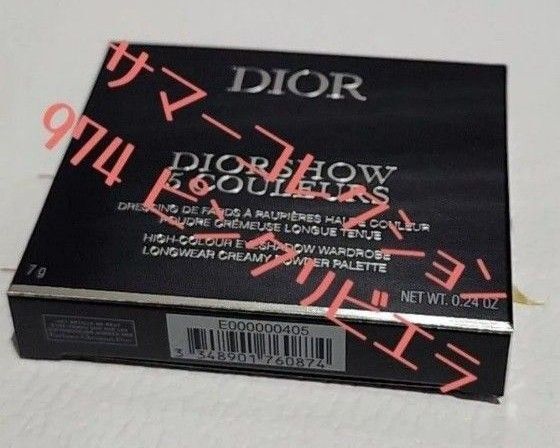 サマーコレクション
974 ピンクリビエラ
DIOR
DIORSHOW
5 COULEURS
DRESSING DE FARDS À PAUPIÈRES HAUTE COULEUR
POUDRE CRÉMEUSE LONGUE TENUE
HIGH-COLOUR EYESHADOW WARDROBE
LONGWEAR CREAMY POWDER PALETTE
7 g
NET WT. 0.24 OZ
E000000405
3 348901 760874